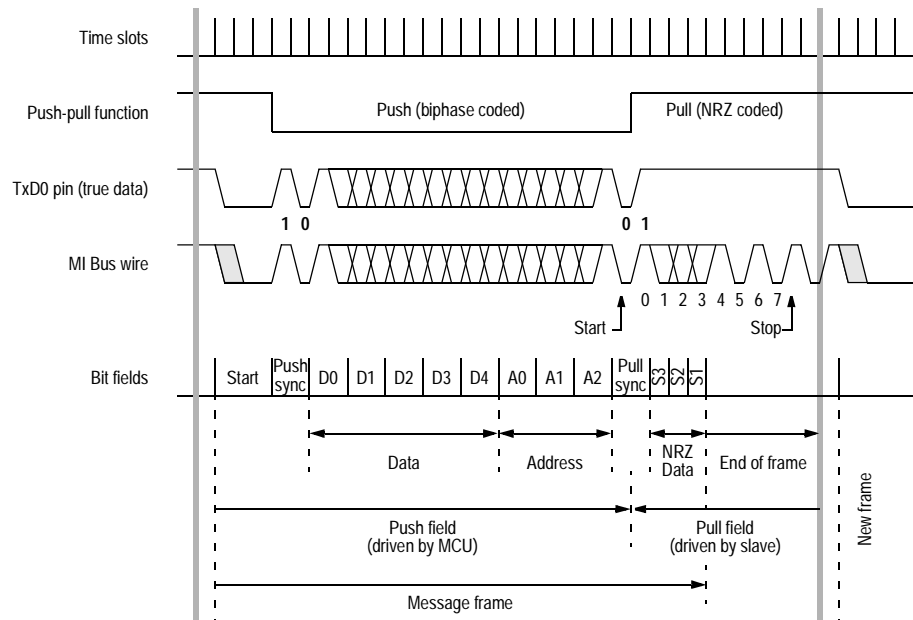 Time slots
Push-pull function
Push (biphase coded)
Pull (NRZ coded)
TxD0 pin (true data)
1 0
0 1
MI Bus wire
0 1 2 3 4 5 6 7
Start
Stop
Bit fields
Start
Push
sync
D0 D1 D2 D3 D4 A0 A1 A2
Pull
sync
S3
S2
S1
Data
Address
NRZ
Data
End of frame
Push field
(driven by MCU)
Pull field
(driven by slave)
Message frame
New frame